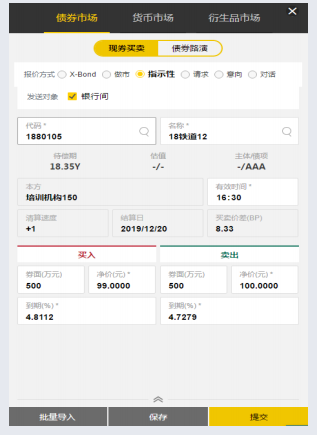 债券市场 货币市场 衍生品市场 ×
现券买卖 债券路演
报价方式 X-Bond 做市 指示性 请求 意向 对话
发送对象 银行间
代码* 名称*
1880105 18铁道12
待偿期 估值 主体/债项
18.35Y -/- -/AAA
本方 有效时间*
培训机构150 16:30
清算速度 结算日 买卖价差(BP)
+1 2019/12/20 8.33
买入 卖出
券面(万元) 净价(元)* 券面(万元) 净价(元)*
500 99.0000 500 100.0000
到期(%)* 到期(%)*
4.8112 4.7279
批量导入 保存 提交